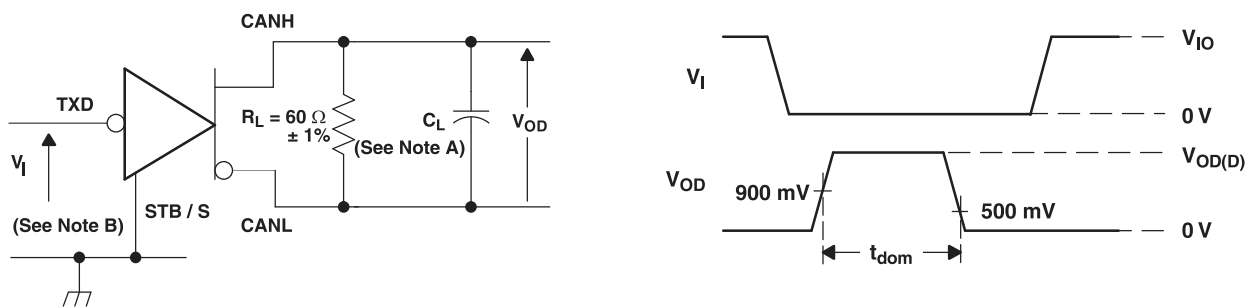 CANH
TXD
R_L = 60 Ω
± 1%
(See Note A)
C_L
V_OD
V_I
(See Note B)
STB / S
CANL
V_I
V_IO
0 V
V_OD
900 mV
V_OD(D)
500 mV
0 V
t_dom